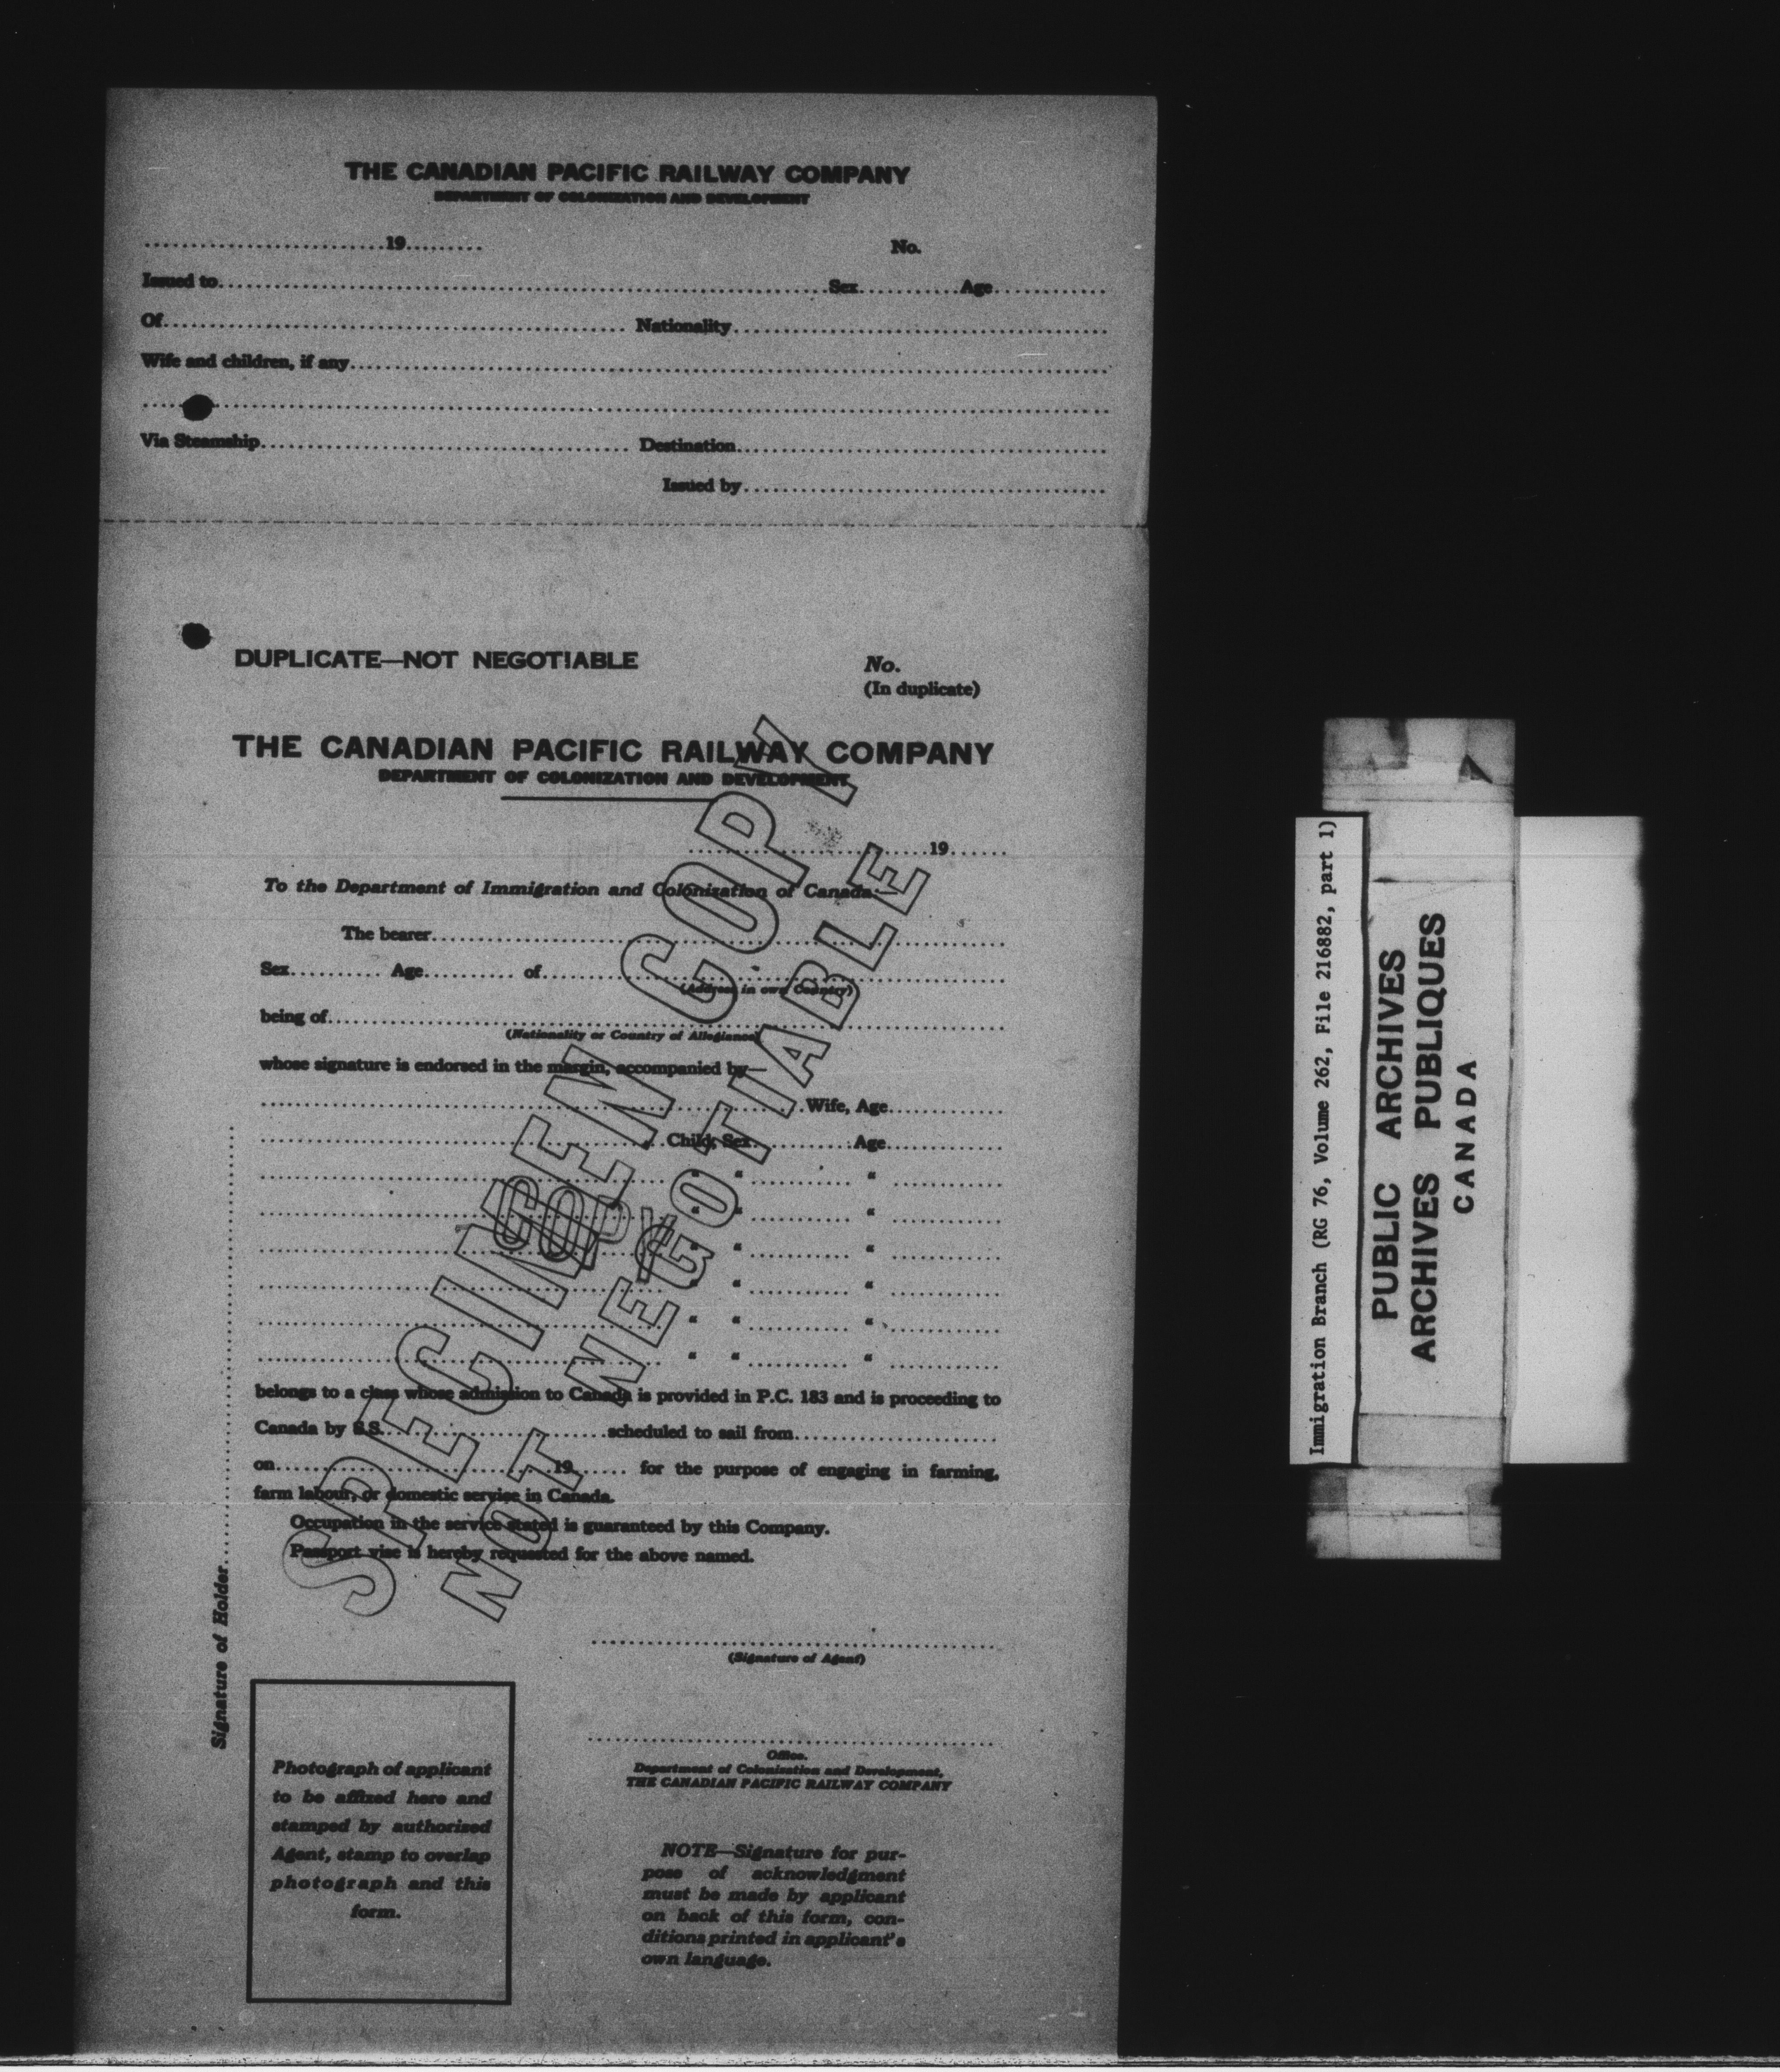 THE CANADIAN PACIFIC RAILWAY COMPANY
DEPARTMENT OF COLONIZATION AND DEVELOPMENT
..........................19......... No.
Issued to.................... Sex........... Age............
Of.................... Nationality....................
Wife and children, if any....................
....................
Via Steamship.................... Destination....................
Issued by....................
DUPLICATE—NOT NEGOTIABLE
No.
(In duplicate)
THE CANADIAN PACIFIC RAILWAY COMPANY
DEPARTMENT OF COLONIZATION AND DEVELOPMENT
....................19......
To the Department of Immigration and Colonization of Canada
The bearer....................
Sex.......... Age.......... of....................
(Address in own Country)
being of....................
(Nationality or Country of Allegiance)
whose signature is endorsed in the margin, accompanied by—
.................... Wife, Age....................
.................... Child, Sex............ Age....................
.................... " " ............ " ............
.................... " " ............ " ............
.................... " " ............ " ............
.................... " " ............ " ............
.................... " " ............ " ............
.................... " " ............ " ............
belongs to a class whose admission to Canada is provided in P.C. 183 and is proceeding to
Canada by S.S.....................scheduled to sail from....................
on....................19...... for the purpose of engaging in farming,
farm labour, or domestic service in Canada.
Occupation in the service stated is guaranteed by this Company.
Passport vise is hereby requested for the above named.
SPECIMEN COPY
NOT NEGOTIABLE
COPY
Signature of Holder....................
....................
(Signature of Agent)
....................
Office.
Department of Colonization and Development,
THE CANADIAN PACIFIC RAILWAY COMPANY
Photograph of applicant
to be affixed here and
stamped by authorized
Agent, stamp to overlap
photograph and this
form.
NOTE—Signature for pur-
pose of acknowledgment
must be made by applicant
on back of this form, con-
ditions printed in applicant's
own language.
Immigration Branch (RG 76, Volume 262, File 216882, part 1)
PUBLIC ARCHIVES
ARCHIVES PUBLIQUES
CANADA